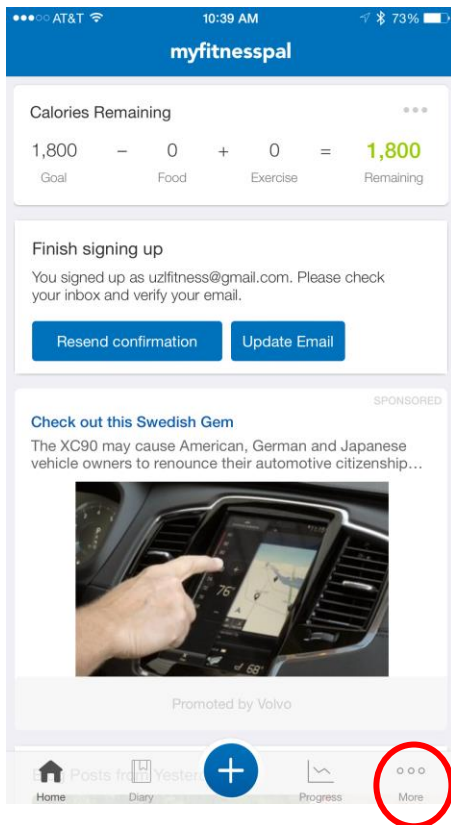 AT&T 10:39 AM 73%
myfitnesspal
Calories Remaining
1,800 – 0 + 0 = 1,800
Goal Food Exercise Remaining
Finish signing up
You signed up as uzlfitness@gmail.com. Please check
your inbox and verify your email.
Resend confirmation Update Email
SPONSORED
Check out this Swedish Gem
The XC90 may cause American, German and Japanese
vehicle owners to renounce their automotive citizenship...
76°
68°
Promoted by Volvo
Blog Posts from Yester
Home Diary + Progress More